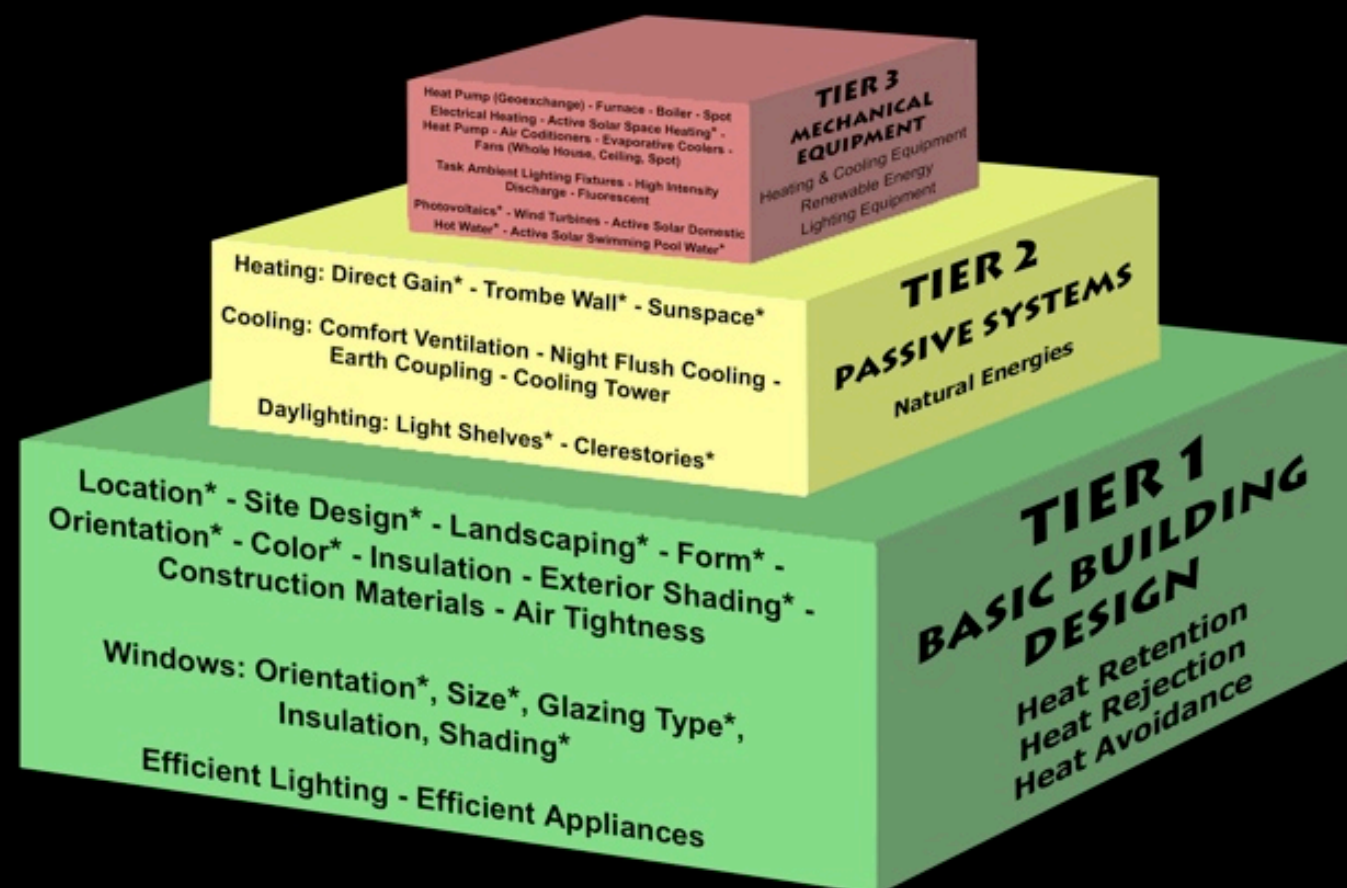 Heat Pump (Geoexchange) - Furnace - Boiler - Spot
Electrical Heating - Active Solar Space Heating* -
Heat Pump - Air Coditioners - Evaporative Coolers -
Fans (Whole House, Ceiling, Spot)
Task Ambient Lighting Fixtures - High Intensity
Discharge - Fluorescent
Photovoltaics* - Wind Turbines - Active Solar Domestic
Hot Water* - Active Solar Swimming Pool Water*
TIER 3
MECHANICAL
EQUIPMENT
Heating & Cooling Equipment
Renewable Energy
Lighting Equipment
Heating: Direct Gain* - Trombe Wall* - Sunspace*
Cooling: Comfort Ventilation - Night Flush Cooling -
Earth Coupling - Cooling Tower
Daylighting: Light Shelves* - Clerestories*
TIER 2
PASSIVE SYSTEMS
Natural Energies
Location* - Site Design* - Landscaping* - Form* -
Orientation* - Color* - Insulation - Exterior Shading* -
Construction Materials - Air Tightness
Windows: Orientation*, Size*, Glazing Type*,
Insulation, Shading*
Efficient Lighting - Efficient Appliances
TIER 1
BASIC BUILDING
DESIGN
Heat Retention
Heat Rejection
Heat Avoidance